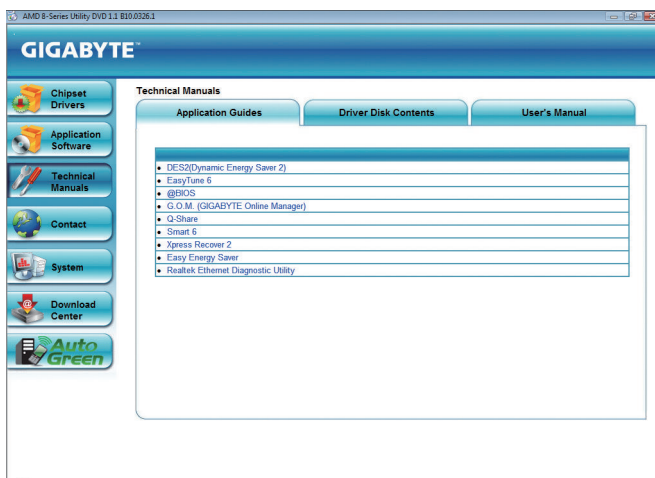 AMD 8-Series Utility DVD 1.1 B10.0326.1
GIGABYTE™
Chipset
Drivers
Application
Software
Technical
Manuals
Contact
System
Download
Center
Auto
Green
Technical Manuals
Application Guides
Driver Disk Contents
User's Manual
DES2(Dynamic Energy Saver 2)
EasyTune 6
@BIOS
G.O.M. (GIGABYTE Online Manager)
Q-Share
Smart 6
Xpress Recover 2
Easy Energy Saver
Realtek Ethernet Diagnostic Utility